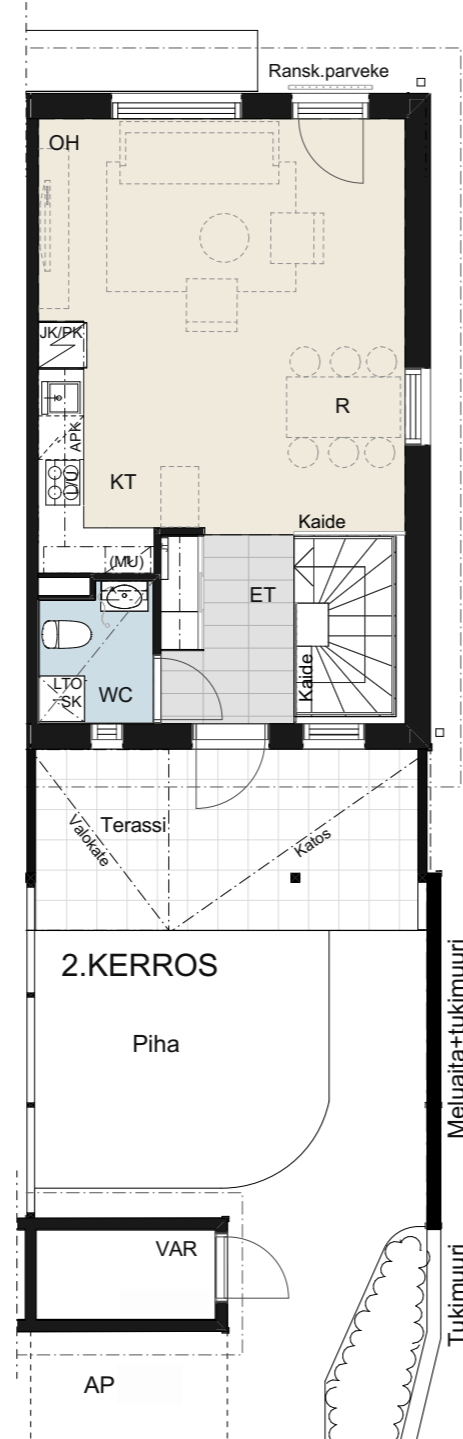 Ransk.parveke
OH
JK/PK
R
APK
L/U
KT
Kaide
(MU)
ET
Kaide
LTO
SK
WC
Terassi
Valokate
Katos
2.KERROS
Piha
Meluaita+tukimuuri
VAR
Tukimuuri
AP